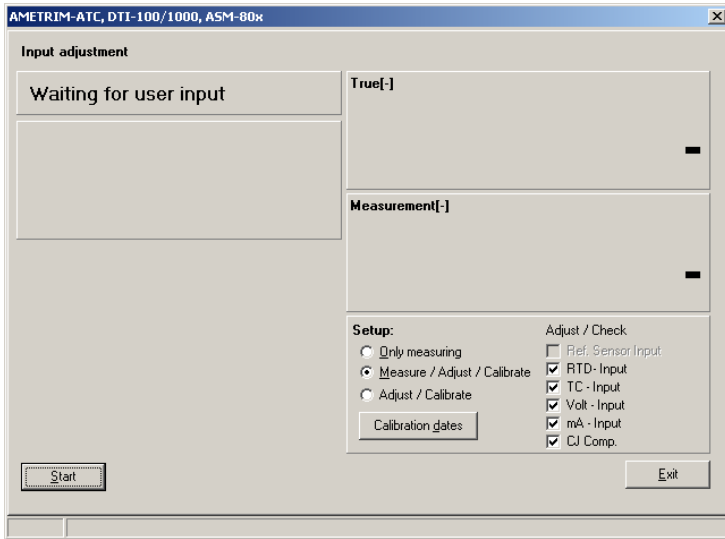 AMETRIM-ATC, DTI-100/1000, ASM-80x
Input adjustment
Waiting for user input
True[-]
-
Measurement[-]
-
Setup:
Only measuring
Measure / Adjust / Calibrate
Adjust / Calibrate
Calibration dates
Adjust / Check
Ref. Sensor Input
RTD- Input
TC - Input
Volt - Input
mA - Input
CJ Comp.
Start
Exit